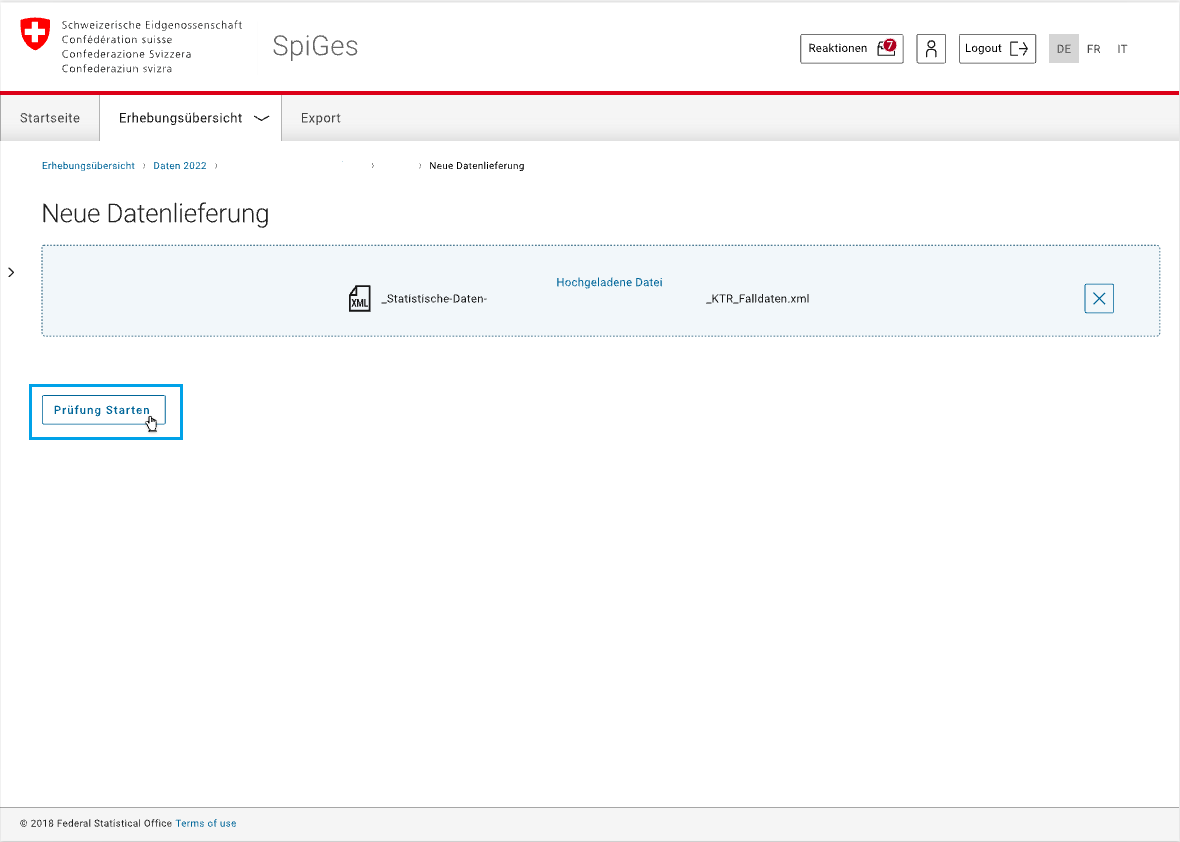 Schweizerische Eidgenossenschaft
Confédération suisse
Confederazione Svizzera
Confederaziun svizra
SpiGes
Reaktionen 7
Logout
DE FR IT
Startseite Erhebungsübersicht Export
Erhebungsübersicht › Daten 2022 › › › Neue Datenlieferung
Neue Datenlieferung
Hochgeladene Datei
XML _Statistische-Daten- _KTR_Falldaten.xml
Prüfung Starten
© 2018 Federal Statistical Office Terms of use